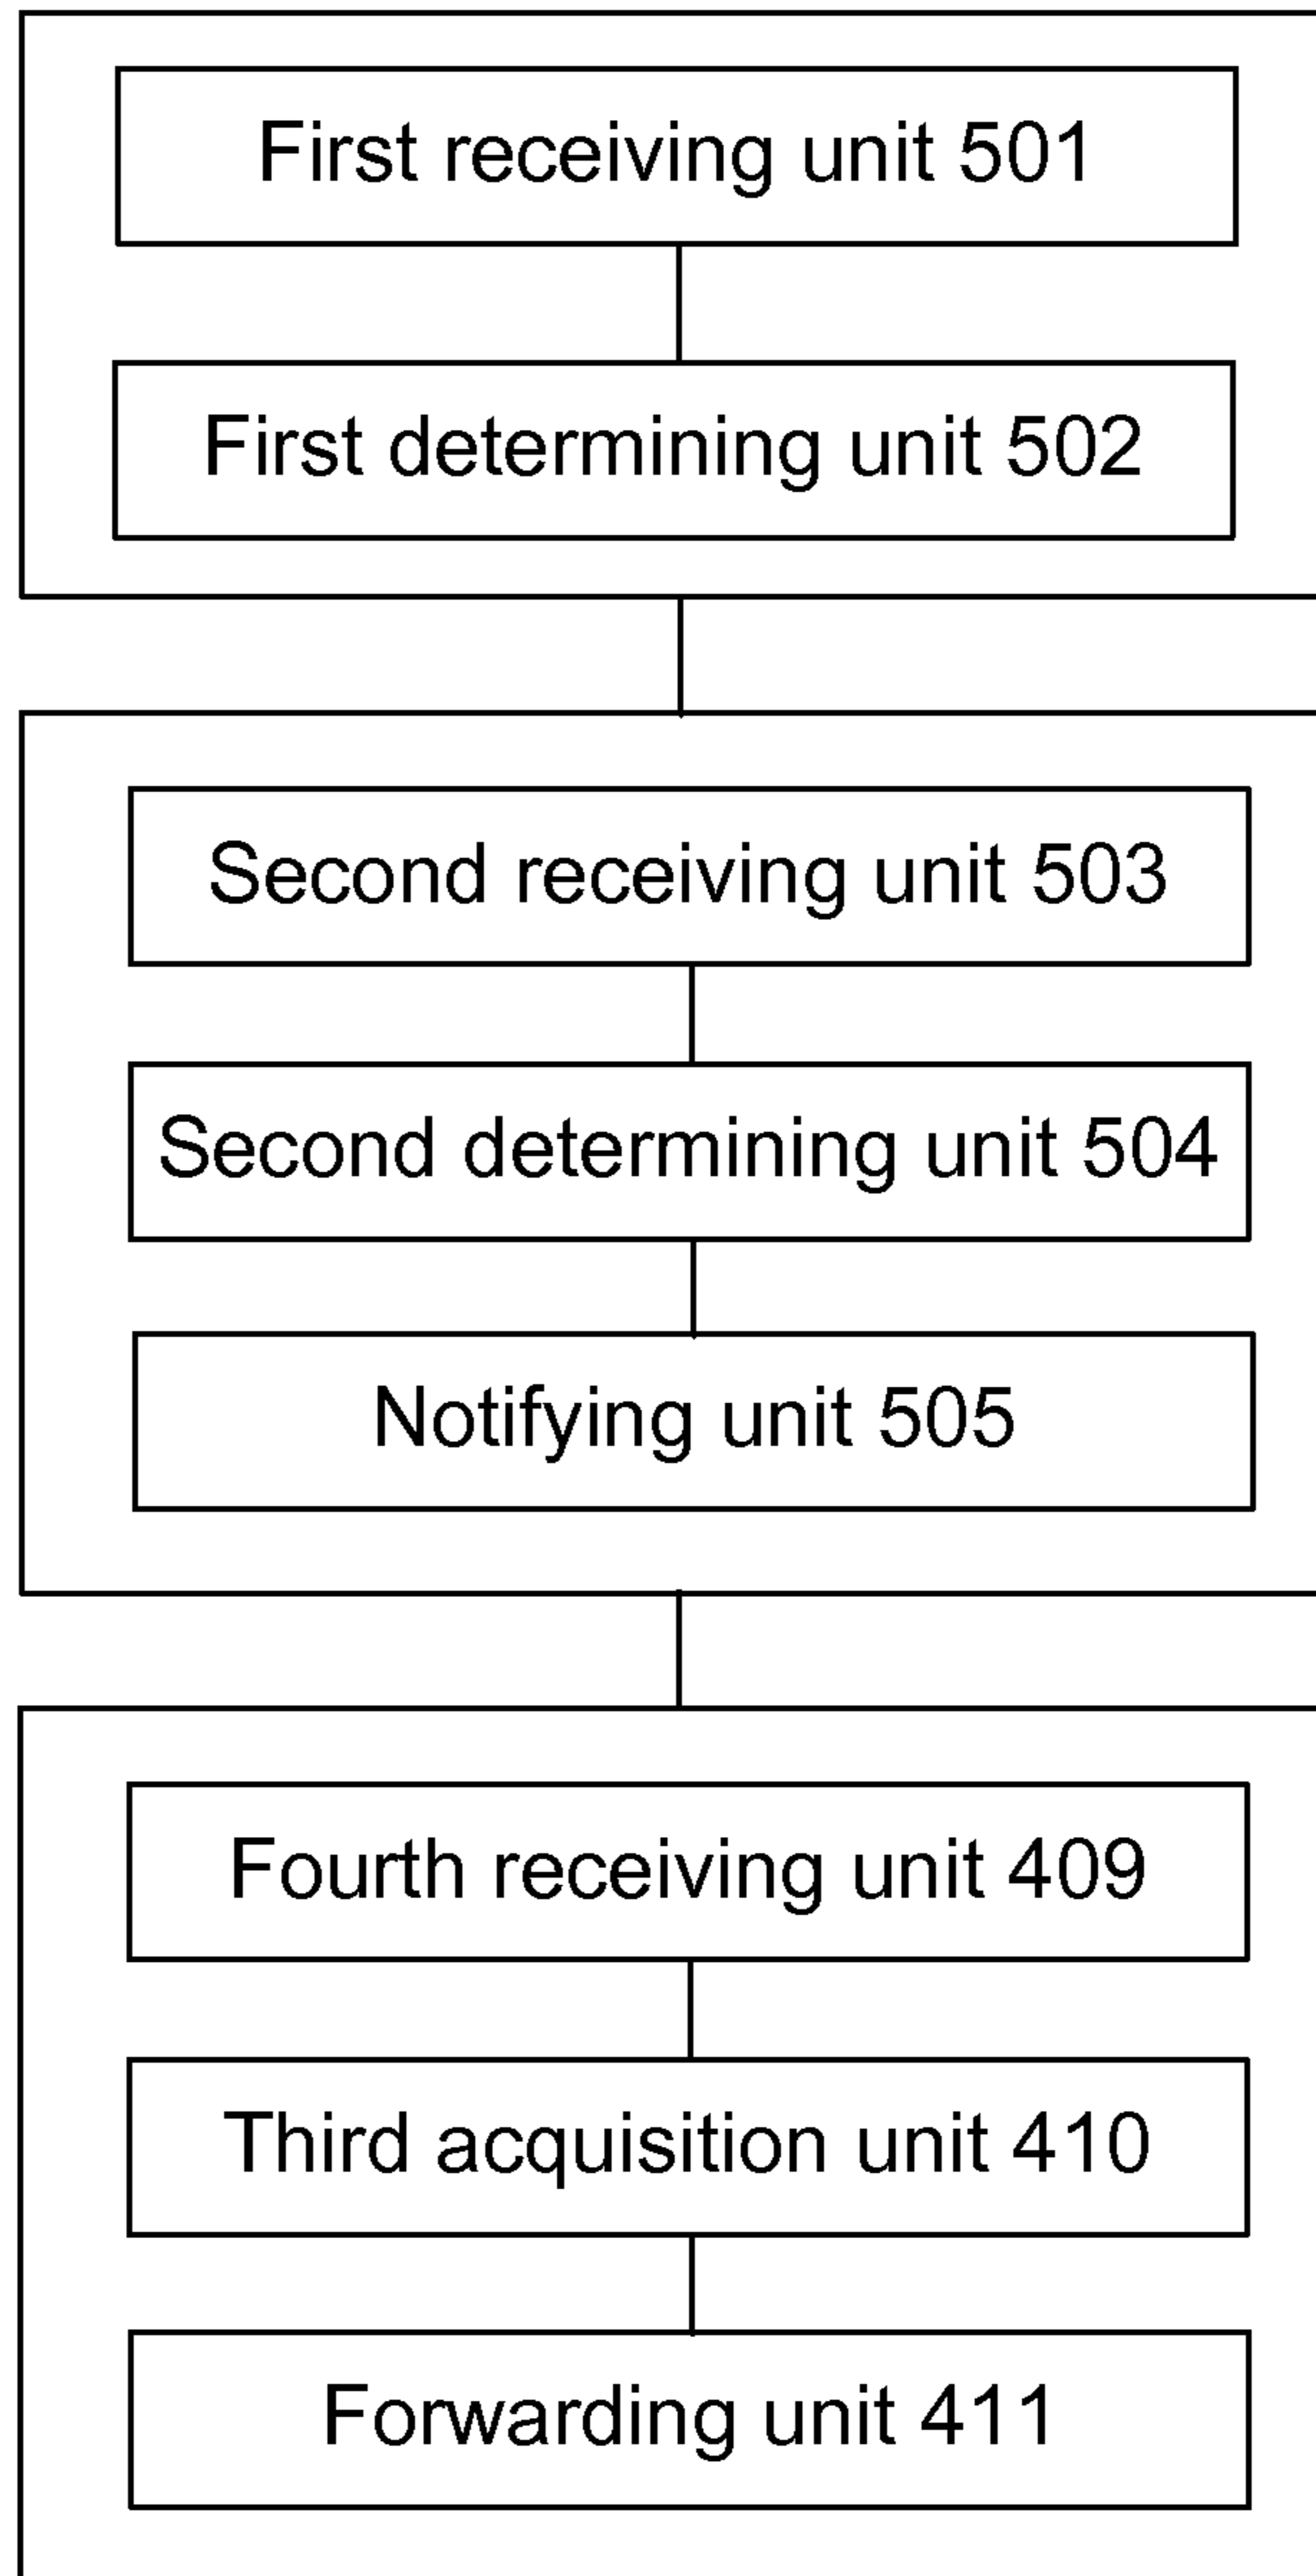 First receiving unit 501
First determining unit 502
Second receiving unit 503
Second determining unit 504
Notifying unit 505
Fourth receiving unit 409
Third acquisition unit 410
Forwarding unit 411